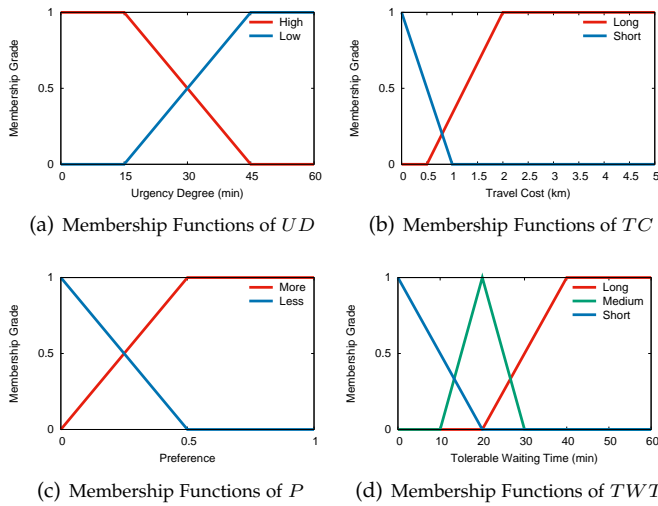 High
Low
1
0.5
0
Membership Grade
0 15 30 45 60
Urgency Degree (min)
(a) Membership Functions of UD
Long
Short
1
0.5
0
Membership Grade
0 0.5 1 1.5 2 2.5 3 3.5 4 4.5 5
Travel Cost (km)
(b) Membership Functions of TC
More
Less
1
0.5
0
Membership Grade
0 0.5 1
Preference
(c) Membership Functions of P
Long
Medium
Short
1
0.5
0
Membership Grade
0 10 20 30 40 50 60
Tolerable Waiting Time (min)
(d) Membership Functions of TWT